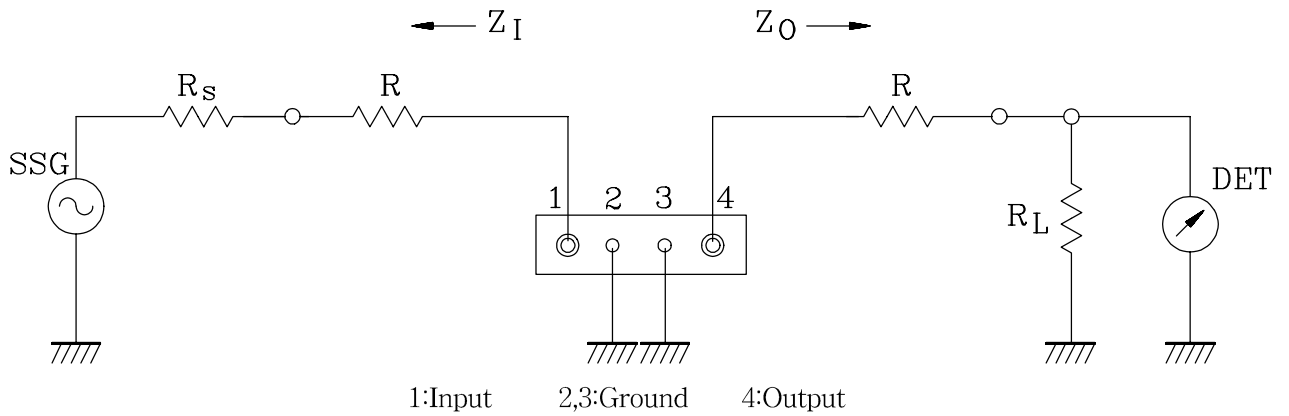 Z_I Z_O
R_s R R
SSG
1 2 3 4
DET
R_L
1:Input 2,3:Ground 4:Output